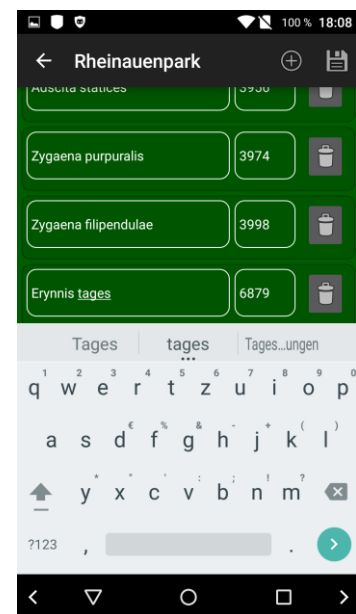 100 % 18:08
Rheinauenpark
Adscita statices 3956
Zygaena purpuralis 3974
Zygaena filipendulae 3998
Erynnis tages 6879
Tages tages Tages...ungen
1 2 3 4 5 6 7 8 9 0
q w e r t z u i o p
€ % & - + ( )
a s d f g h j k l
* " ' : ; ! ?
y x c v b n m
?123 , .